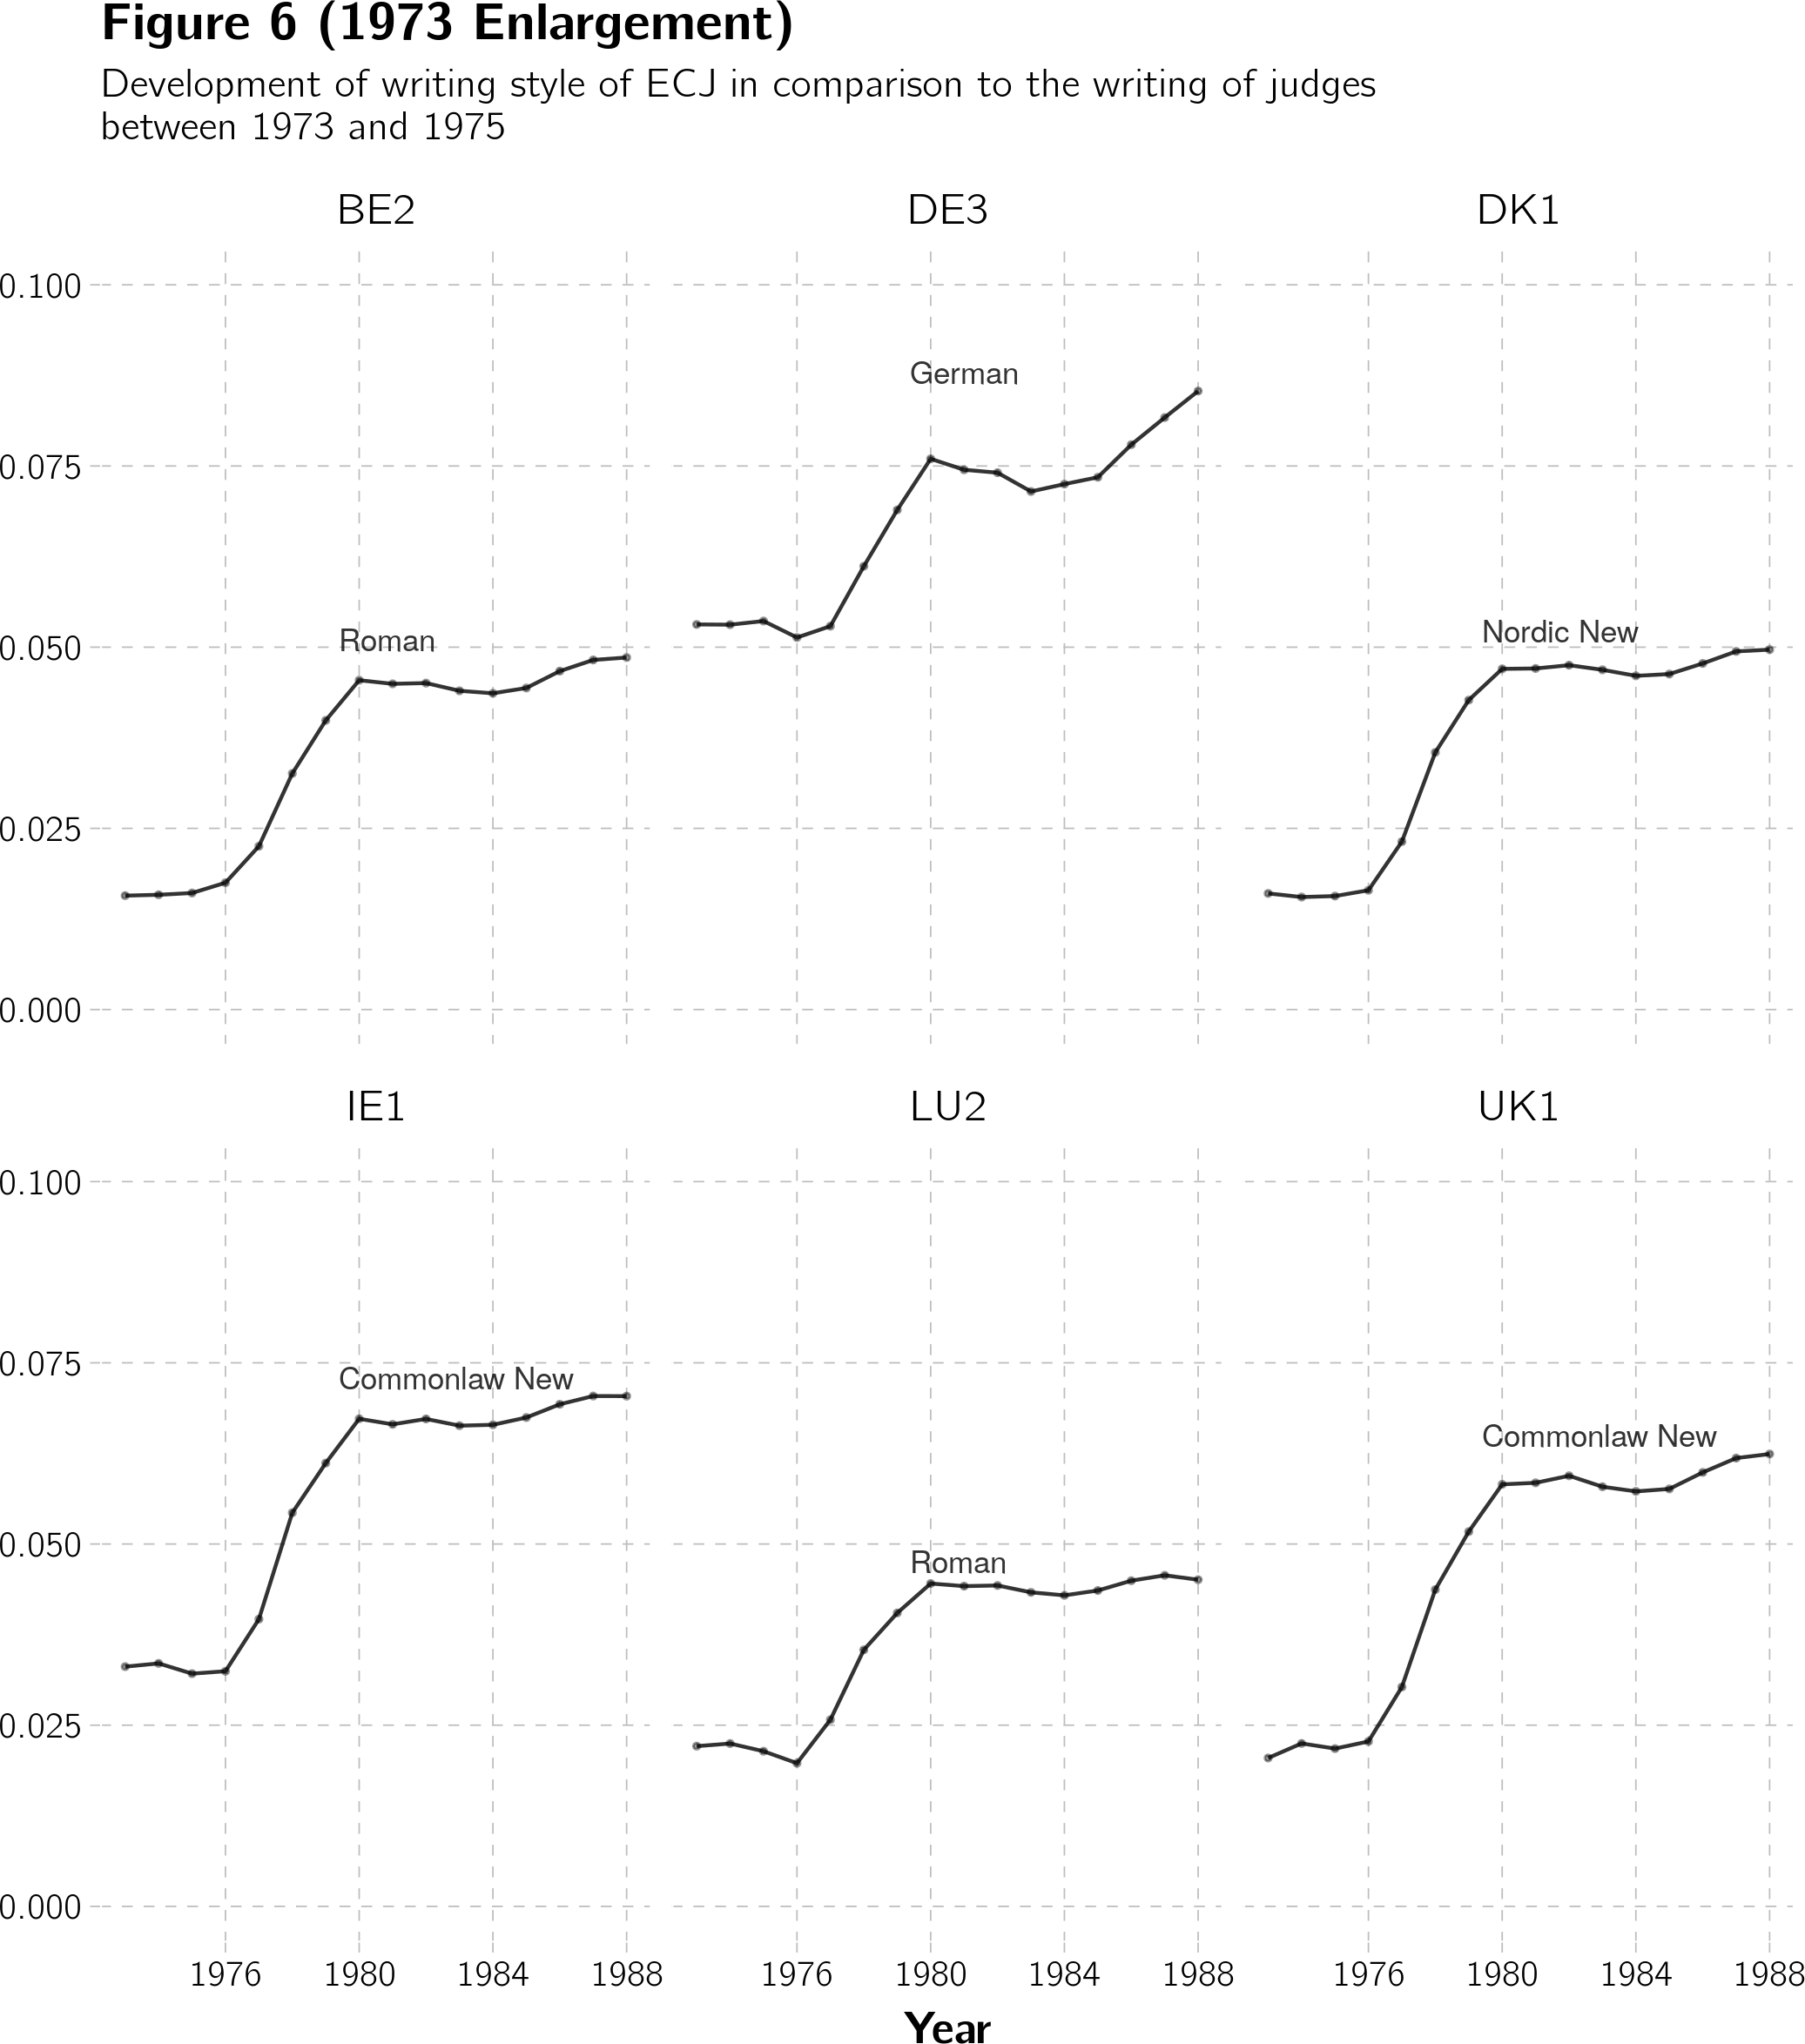 Figure 6 (1973 Enlargement)
Development of writing style of ECJ in comparison to the writing of judges
between 1973 and 1975
BE2 DE3 DK1
0.100
German
0.075
Nordic New
Roman
0.050
0.025
0.000
IE1 LU2 UK1
0.100
0.075
Commonlaw New
Commonlaw New
0.050
Roman
0.025
0.000
1976 1980 1984 1988 1976 1980 1984 1988 1976 1980 1984 1988
Year